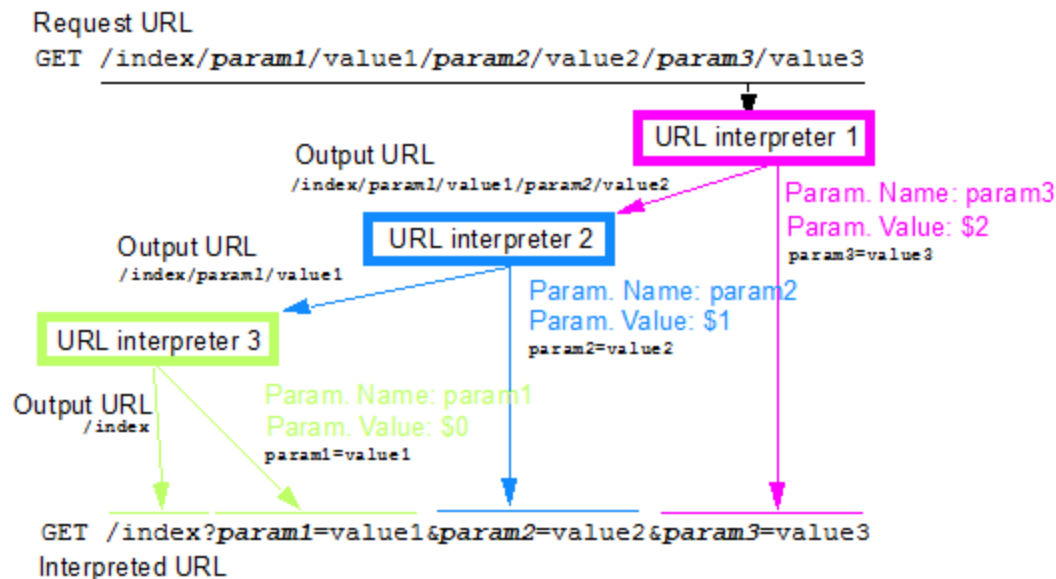 Request URL
GET /index/param1/value1/param2/value2/param3/value3
URL interpreter 1
Output URL
/index/param1/value1/param2/value2
Param. Name: param3
Param. Value: $2
param3=value3
URL interpreter 2
Output URL
/index/param1/value1
Param. Name: param2
Param. Value: $1
param2=value2
URL interpreter 3
Output URL
/index
Param. Name: param1
Param. Value: $0
param1=value1
GET /index?param1=value1&param2=value2&param3=value3
Interpreted URL